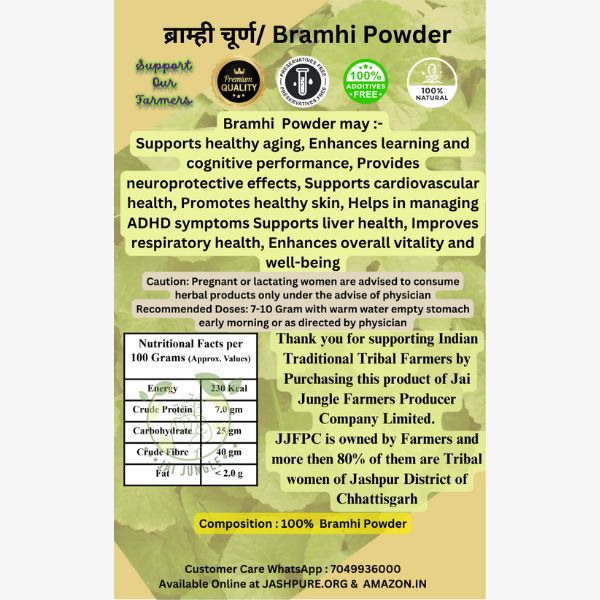 ब्राम्ही चूर्ण/ Bramhi Powder
Support
Our
Farmers
Premium
QUALITY
PRESERVATIVES FREE
PRESERVATIVES FREE
100%
ADDITIVES
FREE
100%
NATURAL
Bramhi Powder may :-
Supports healthy aging, Enhances learning and
cognitive performance, Provides
neuroprotective effects, Supports cardiovascular
health, Promotes healthy skin, Helps in managing
ADHD symptoms Supports liver health, Improves
respiratory health, Enhances overall vitality and
well-being
Caution: Pregnant or lactating women are advised to consume
herbal products only under the advise of physician
Recommended Doses: 7-10 Gram with warm water empty stomach
early morning or as directed by physician
Nutritional Facts per
100 Grams (Approx. Values)
Energy 230 Kcal
Crude Protein 7.0 gm
Carbohydrate 25 gm
Crude Fibre 40 gm
Fat < 2.0 g
JAI JUNGLE
Thank you for supporting Indian
Traditional Tribal Farmers by
Purchasing this product of Jai
Jungle Farmers Producer
Company Limited.
JJFPC is owned by Farmers and
more then 80% of them are Tribal
women of Jashpur District of
Chhattisgarh
Composition : 100% Bramhi Powder
Customer Care WhatsApp : 7049936000
Available Online at JASHPURE.ORG & AMAZON.IN